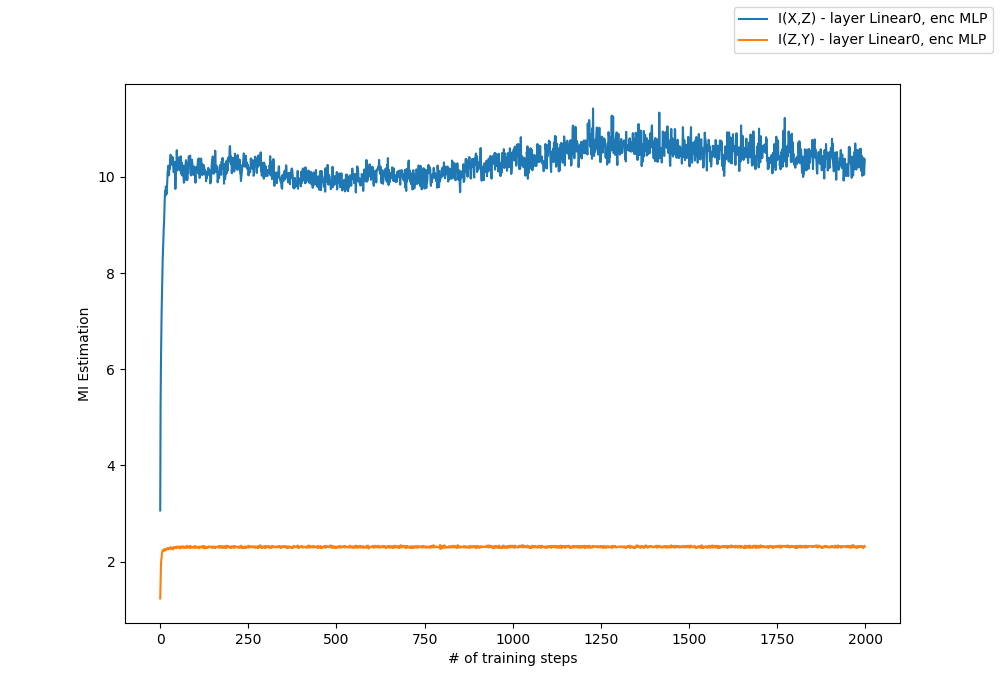 I(X,Z) - layer Linear0, enc MLP
I(Z,Y) - layer Linear0, enc MLP
10
8
6
4
2
MI Estimation
0 250 500 750 1000 1250 1500 1750 2000
# of training steps